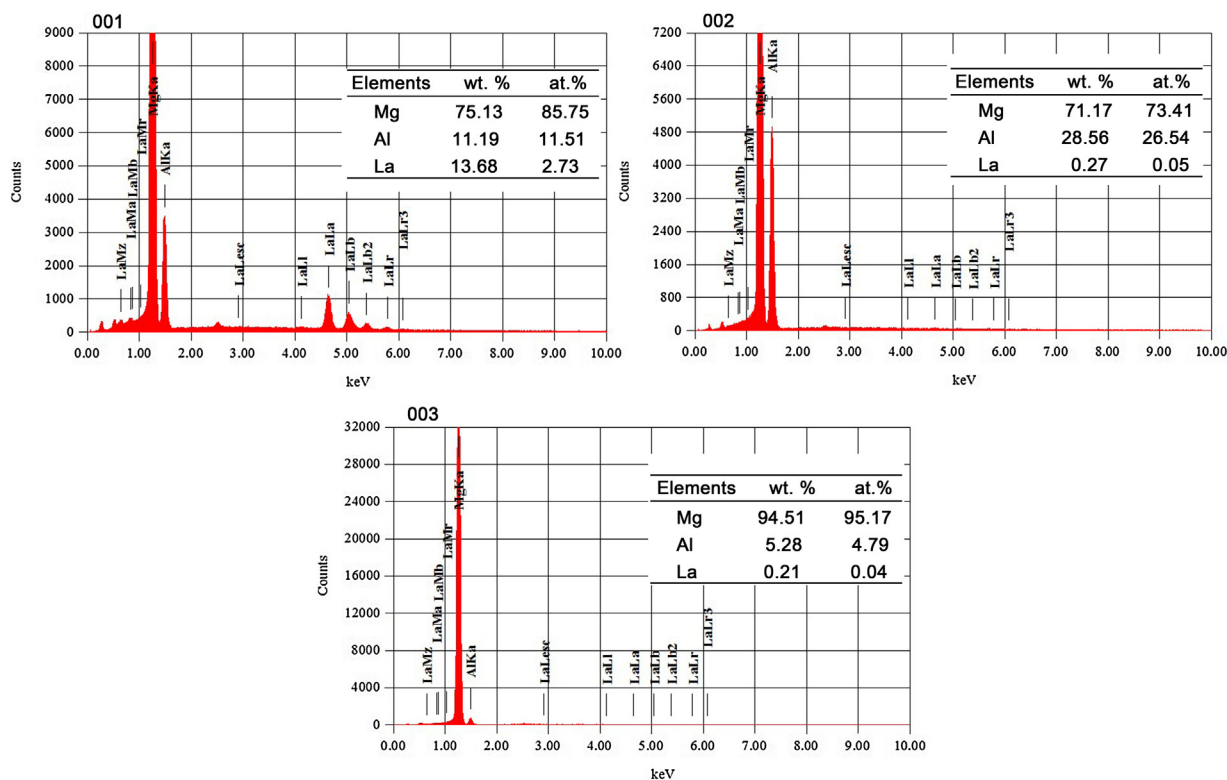 001
9000
8000
7000
6000
5000
4000
3000
2000
1000
0
Counts
LaMz
LaMa
LaMb
LaMr
MgKa
AlKa
LaLesc
LaLl
LaLa
LaLb
LaLb2
LaLr
LaLr3
Elements wt. % at.%
Mg 75.13 85.75
Al 11.19 11.51
La 13.68 2.73
0.00 1.00 2.00 3.00 4.00 5.00 6.00 7.00 8.00 9.00 10.00
keV
002
7200
6400
5600
4800
4000
3200
2400
1600
800
0
Counts
LaMz
LaMa
LaMb
LaMr
MgKa
AlKa
LaLesc
LaLl
LaLa
LaLb
LaLb2
LaLr
LaLr3
Elements wt. % at.%
Mg 71.17 73.41
Al 28.56 26.54
La 0.27 0.05
0.00 1.00 2.00 3.00 4.00 5.00 6.00 7.00 8.00 9.00 10.00
keV
003
32000
28000
24000
20000
16000
12000
8000
4000
0
Counts
LaMz
LaMa
LaMb
LaMr
MgKa
AlKa
LaLesc
LaLl
LaLa
LaLb
LaLb2
LaLr
LaLr3
Elements wt. % at.%
Mg 94.51 95.17
Al 5.28 4.79
La 0.21 0.04
0.00 1.00 2.00 3.00 4.00 5.00 6.00 7.00 8.00 9.00 10.00
keV